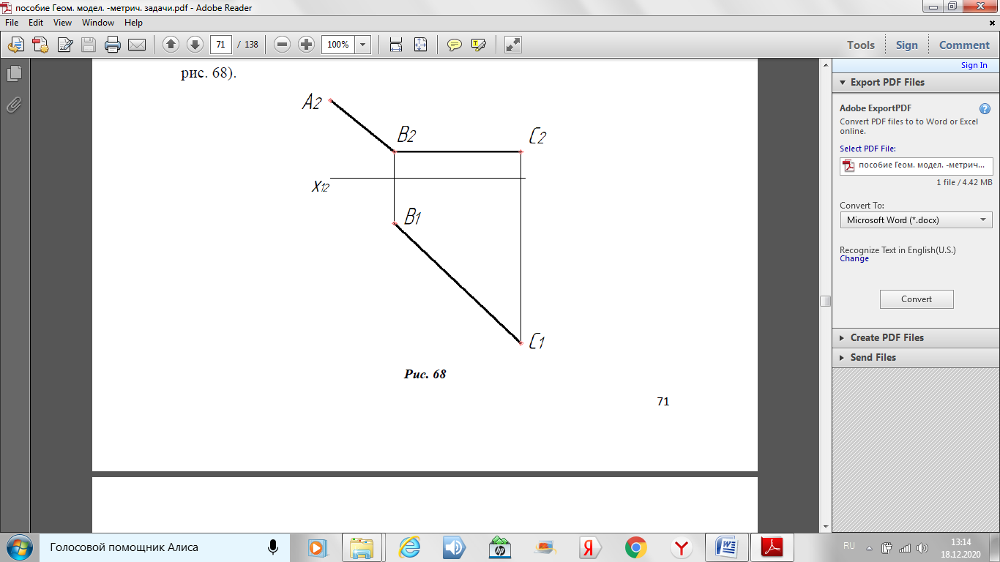 пособие Геом. модел. -метрич. задачи.pdf - Adobe Reader
File Edit View Window Help
71 / 138 100% Tools Sign Comment
Sign In
рис. 68).
A2
B2
C2
X12
B1
C1
Рис. 68
71
Export PDF Files
Adobe ExportPDF
Convert PDF files to to Word or Excel
online.
Select PDF File:
пособие Геом. модел. -метрич...
1 file / 4.42 MB
Convert To:
Microsoft Word (*.docx)
Recognize Text in English(U.S.)
Change
Convert
Create PDF Files
Send Files
Голосовой помощник Алиса
hp
Я
Y
W
RU
13:14
18.12.2020